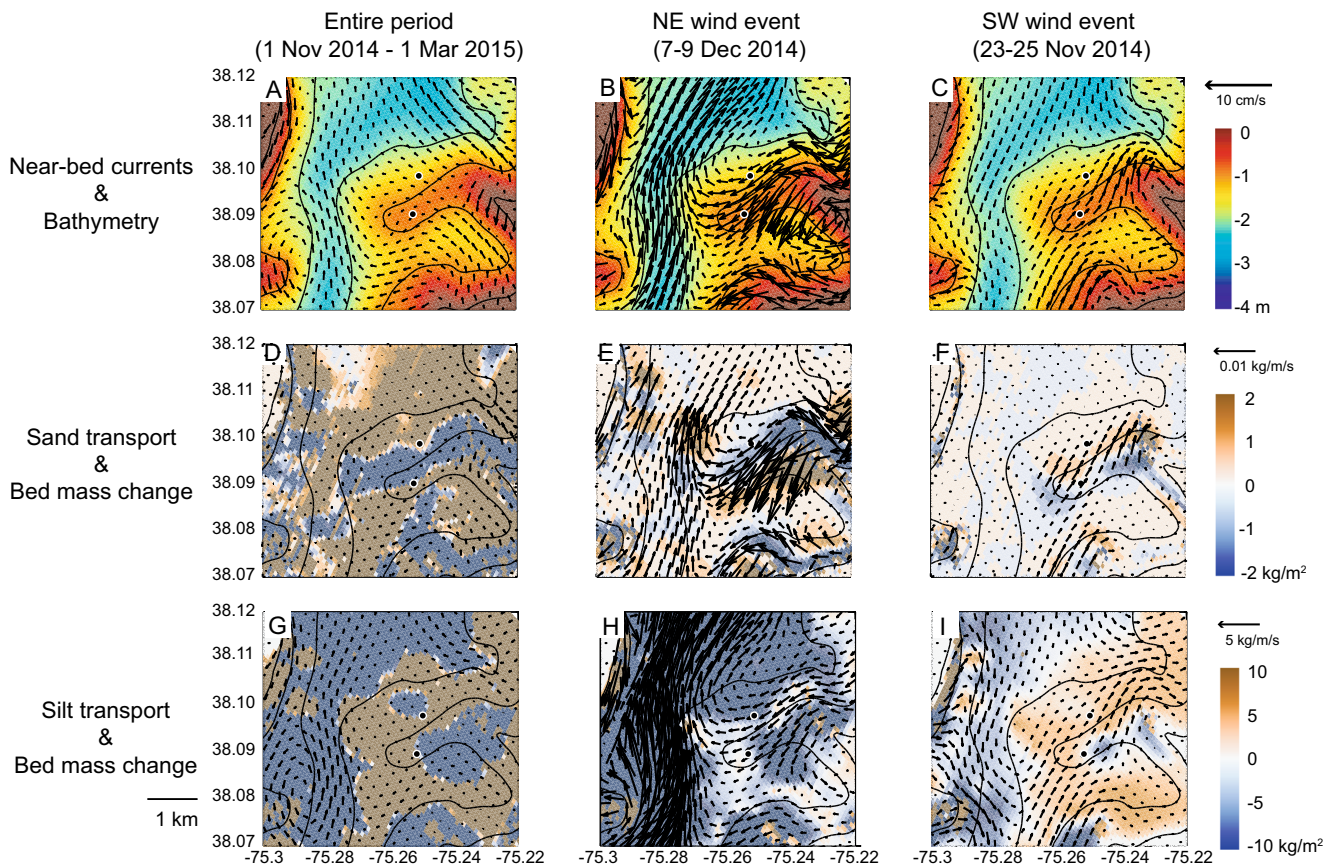 Entire period
(1 Nov 2014 - 1 Mar 2015)
NE wind event
(7-9 Dec 2014)
SW wind event
(23-25 Nov 2014)
Near-bed currents
&
Bathymetry
38.12
38.11
38.10
38.09
38.08
38.07
A
B
C
10 cm/s
0
-1
-2
-3
-4 m
Sand transport
&
Bed mass change
38.12
38.11
38.10
38.09
38.08
38.07
D
E
F
0.01 kg/m/s
2
1
0
-1
-2 kg/m²
Silt transport
&
Bed mass change
1 km
38.12
38.11
38.10
38.09
38.08
38.07
G
H
I
5 kg/m/s
10
5
0
-5
-10 kg/m²
-75.3 -75.28 -75.26 -75.24 -75.22
-75.3 -75.28 -75.26 -75.24 -75.22
-75.3 -75.28 -75.26 -75.24 -75.22